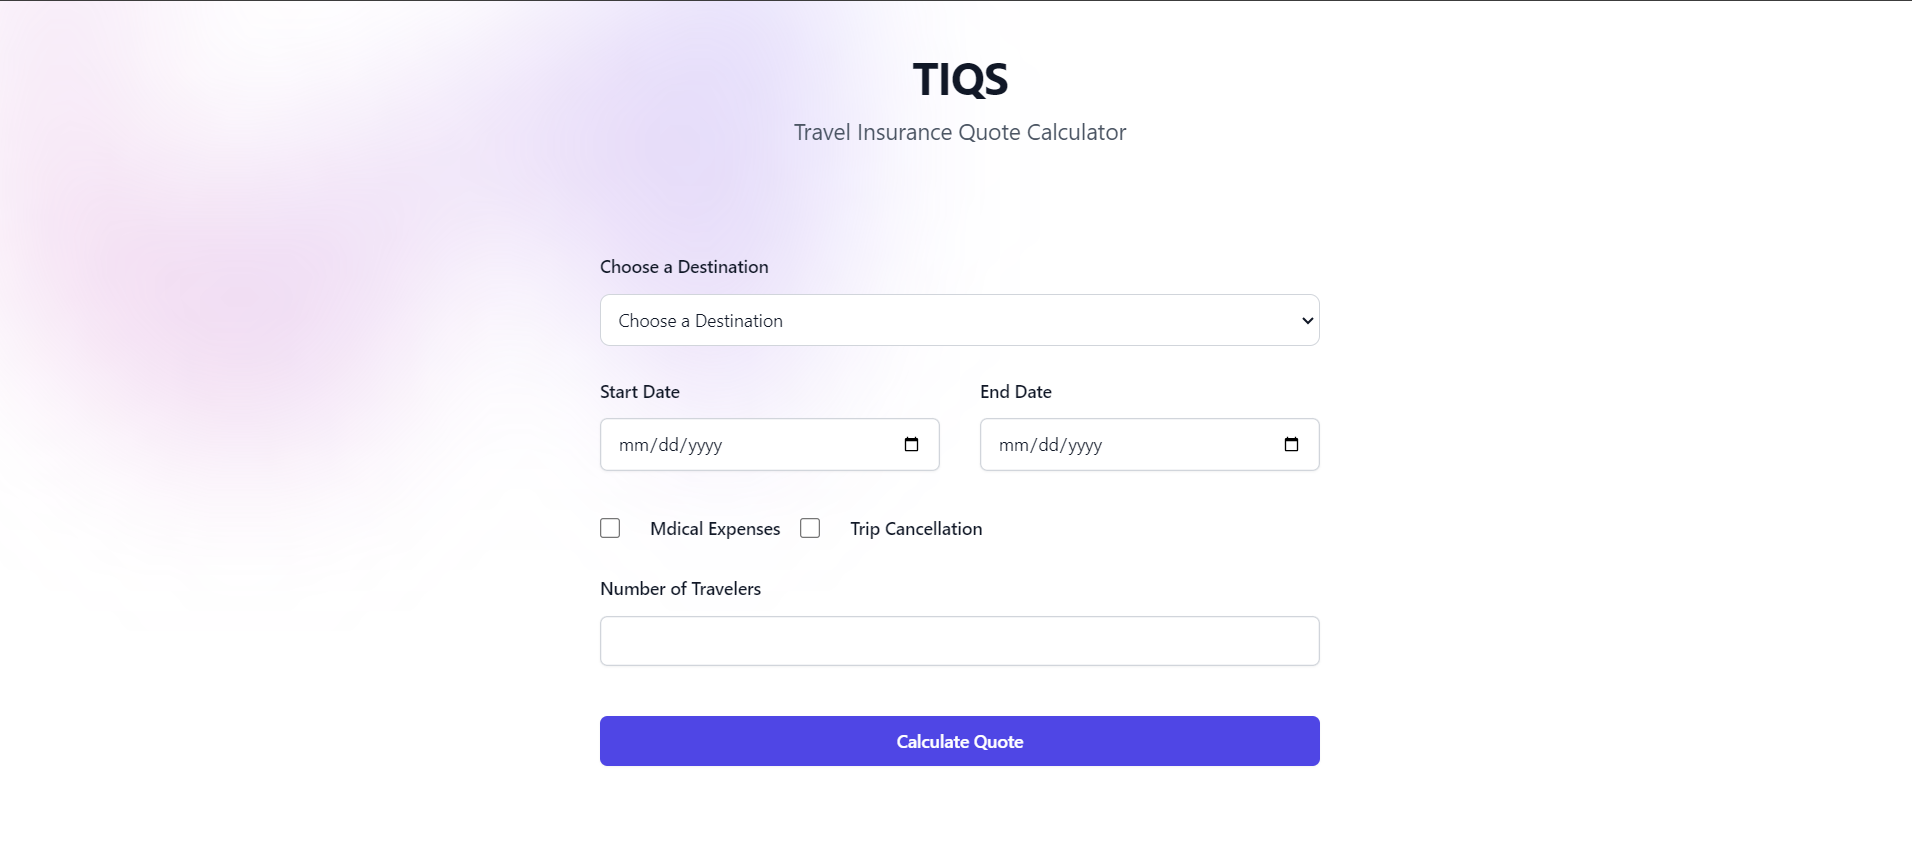 TIQS
Travel Insurance Quote Calculator
Choose a Destination
Choose a Destination
Start Date
End Date
mm/dd/yyyy
mm/dd/yyyy
Mdical Expenses
Trip Cancellation
Number of Travelers
Calculate Quote